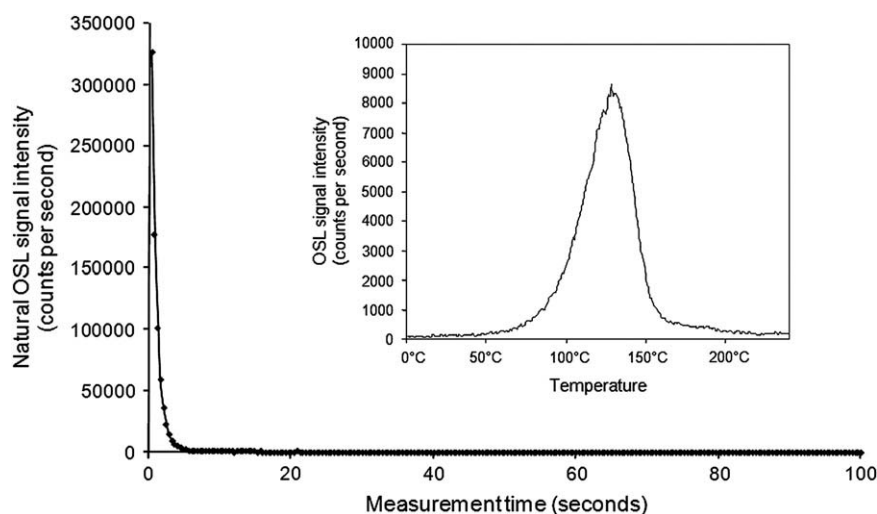 Natural OSL signal intensity
(counts per second)
350000
300000
250000
200000
150000
100000
50000
0
0
20
40
60
80
100
Measurement time (seconds)
OSL signal intensity
(counts per second)
10000
9000
8000
7000
6000
5000
4000
3000
2000
1000
0
0°C
50°C
100°C
150°C
200°C
Temperature